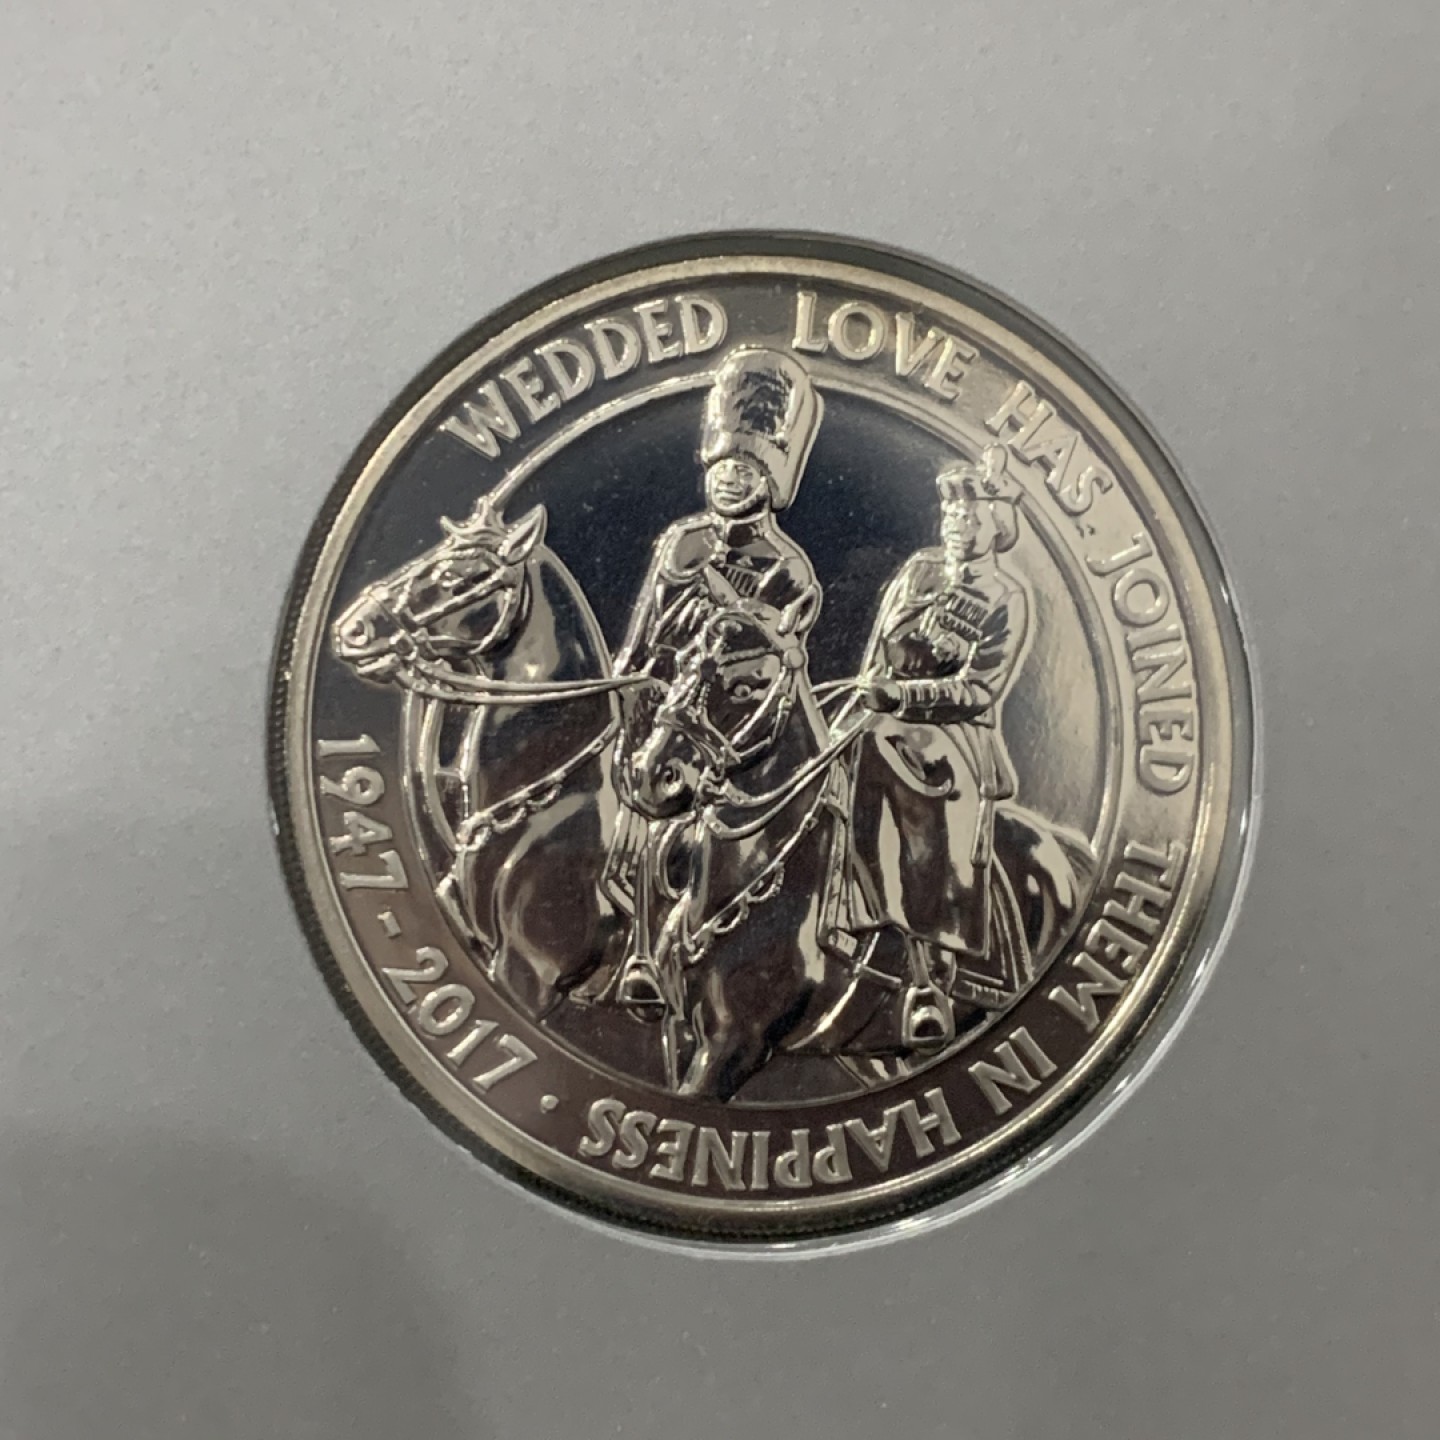 WEDDED LOVE HAS JOINED THEM IN HAPPINESS ·
1947 - 2017